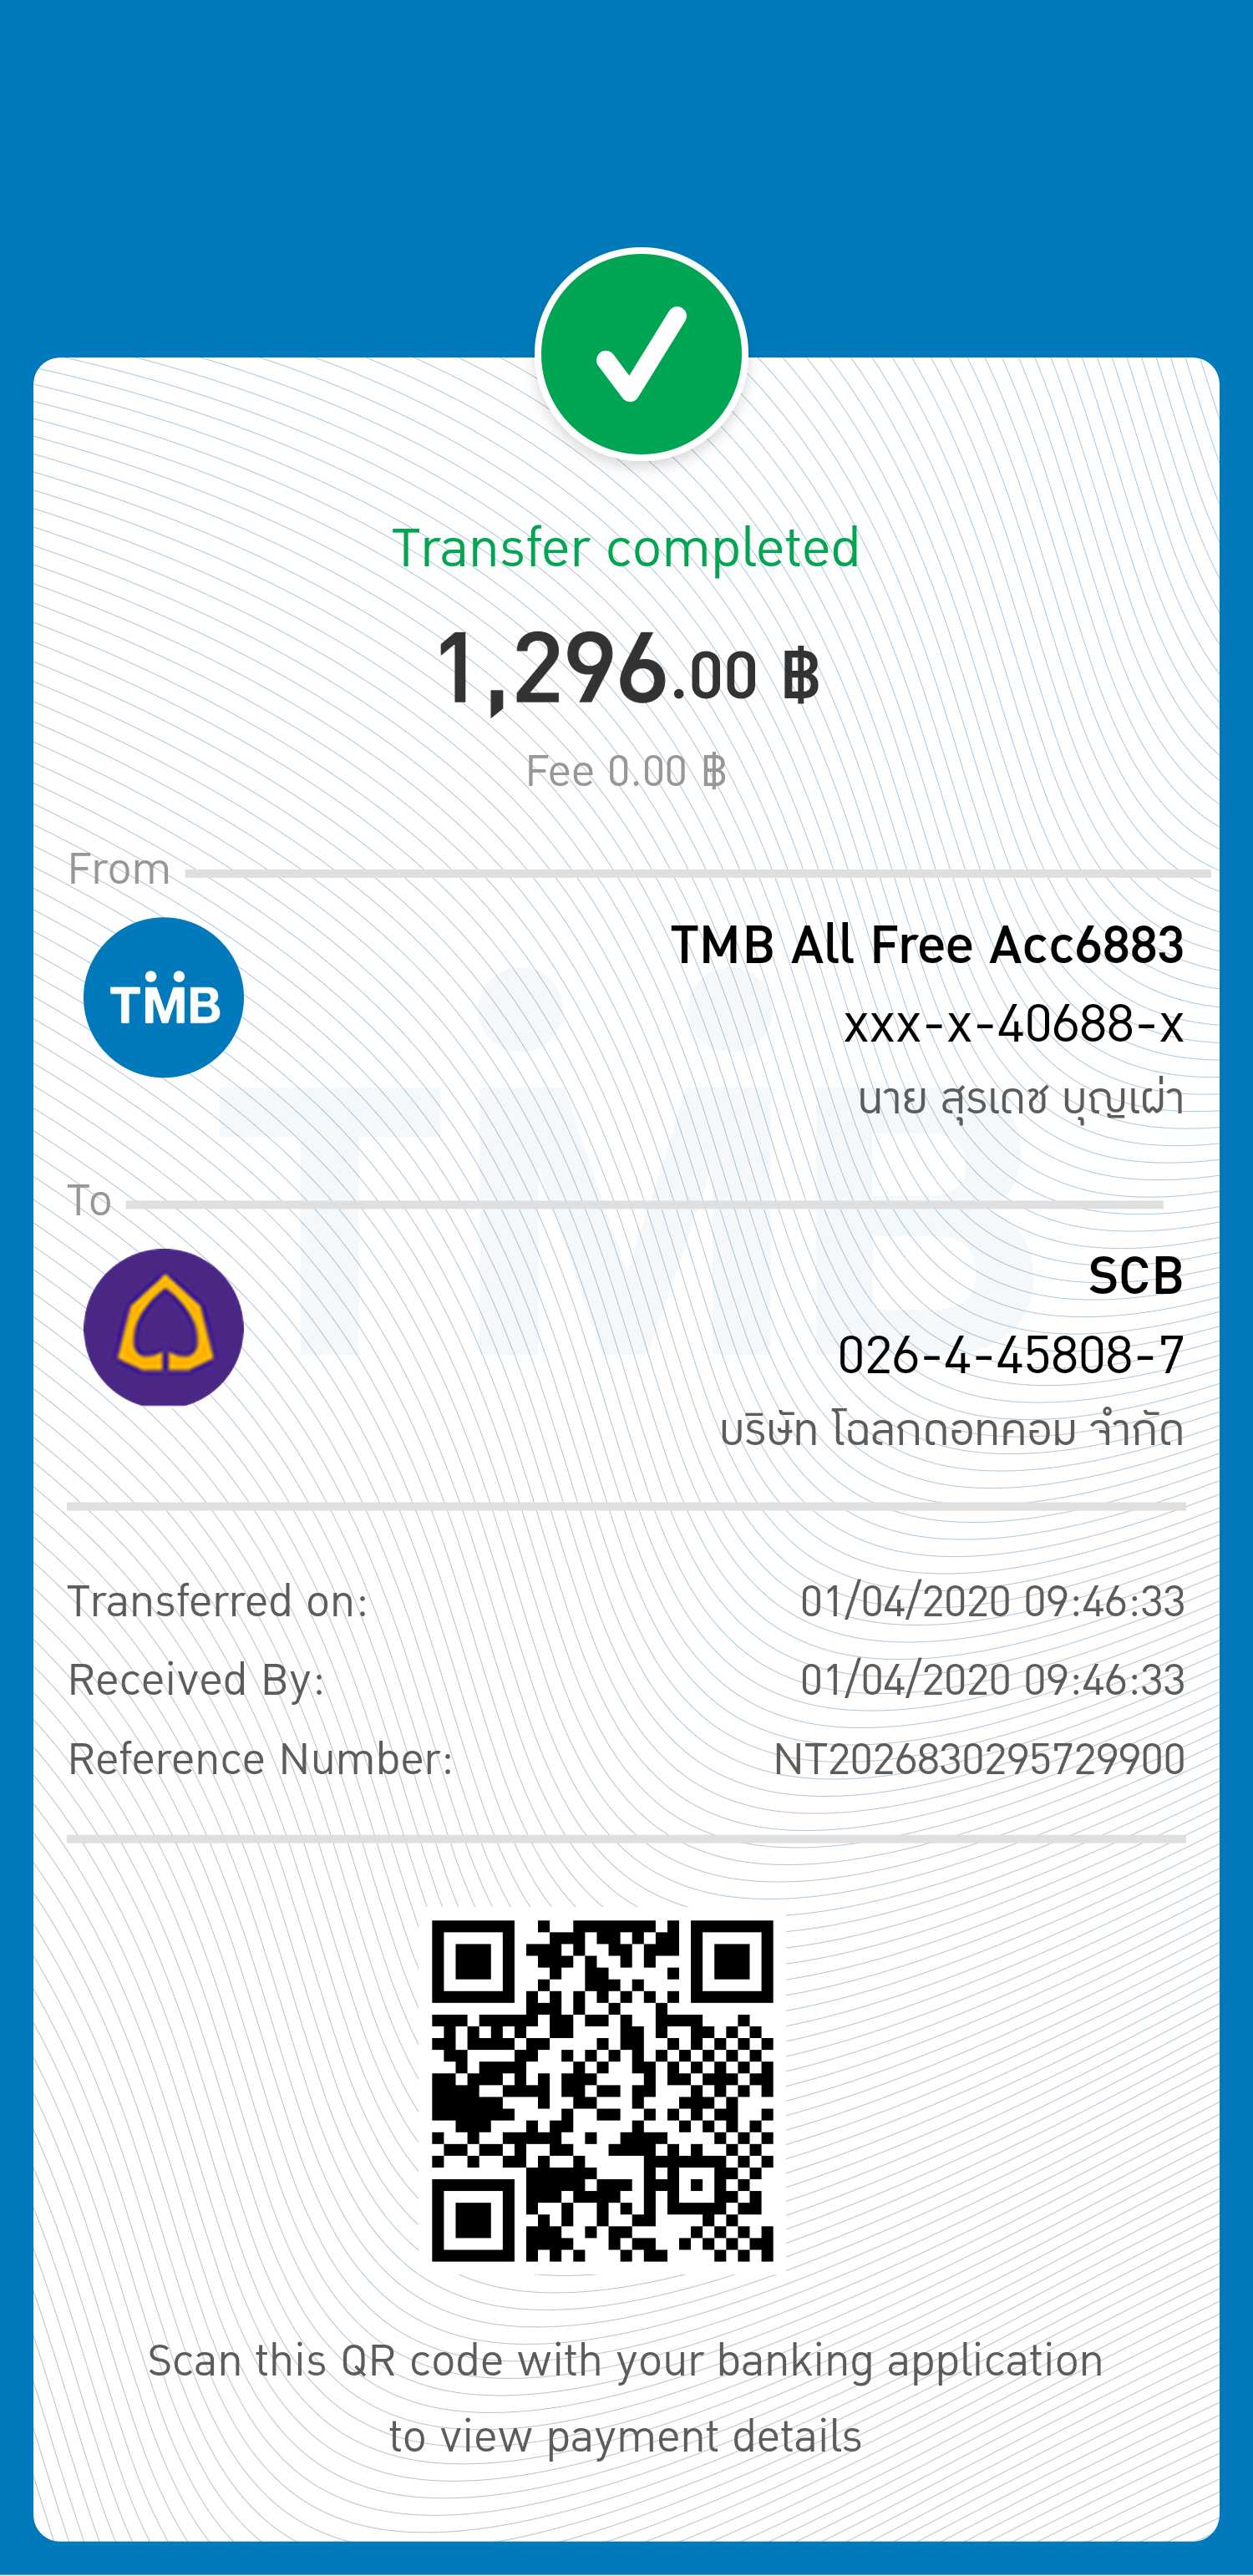 Transfer completed
1,296.00 ฿
Fee 0.00 ฿
From
TMB
TMB All Free Acc6883
xxx-x-40688-x
นาย สุรเดช บุญเผ่า
To
SCB
026-4-45808-7
บริษัท โฉลกดอทคอม จำกัด
Transferred on: 01/04/2020 09:46:33
Received By: 01/04/2020 09:46:33
Reference Number: NT2026830295729900
Scan this QR code with your banking application
to view payment details